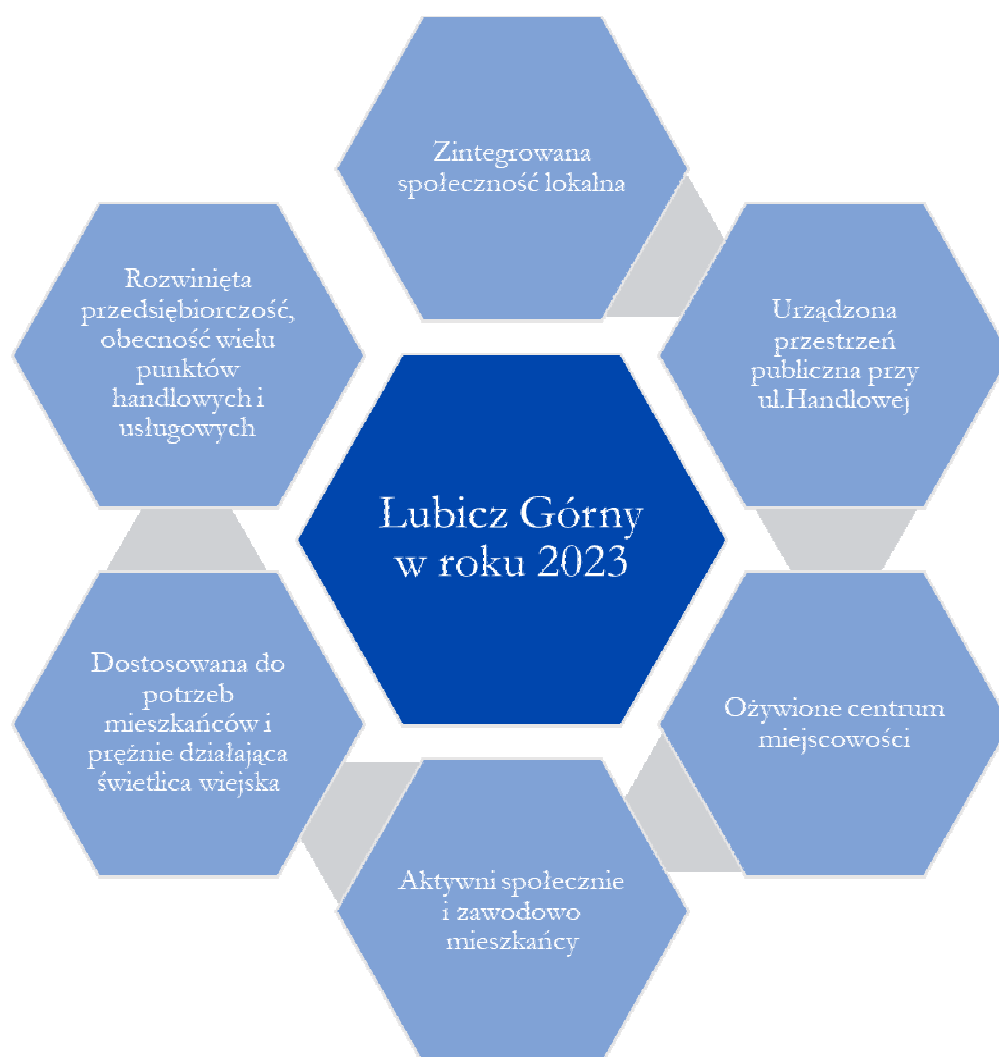 Zintegrowana
społeczność lokalna
Urządzona
przestrzeń
publiczna przy
ul.Handlowej
Ożywione centrum
miejscowości
Aktywni społecznie
i zawodowo
mieszkańcy
Dostosowana do
potrzeb
mieszkańców i
prężnie działająca
świetlica wiejska
Rozwinięta
przedsiębiorczość,
obecność wielu
punktów
handlowych i
usługowych
Lubicz Górny
w roku 2023